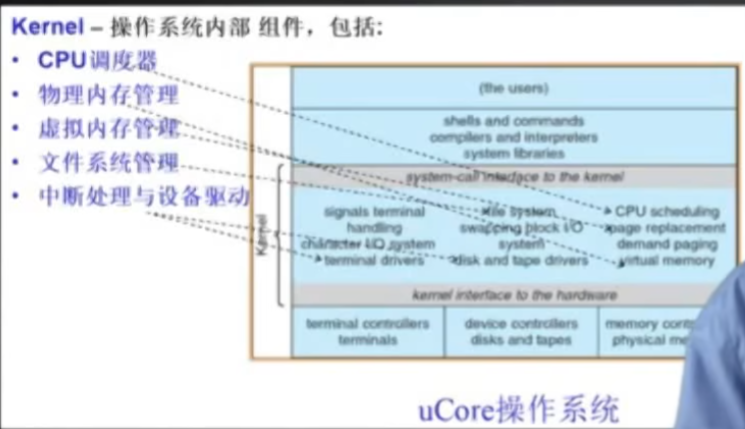 Kernel – 操作系统内部 组件，包括:
• CPU调度器
• 物理内存管理
• 虚拟内存管理
• 文件系统管理
• 中断处理与设备驱动
(the users)
shells and commands
compilers and interpreters
system libraries
system-call interface to the kernel
Kernel
signals terminal
handling
character I/O system
terminal drivers
file system
swapping block I/O
system
disk and tape drivers
CPU scheduling
page replacement
demand paging
virtual memory
kernel interface to the hardware
terminal controllers
terminals
device controllers
disks and tapes
memory
physical
uCore操作系统